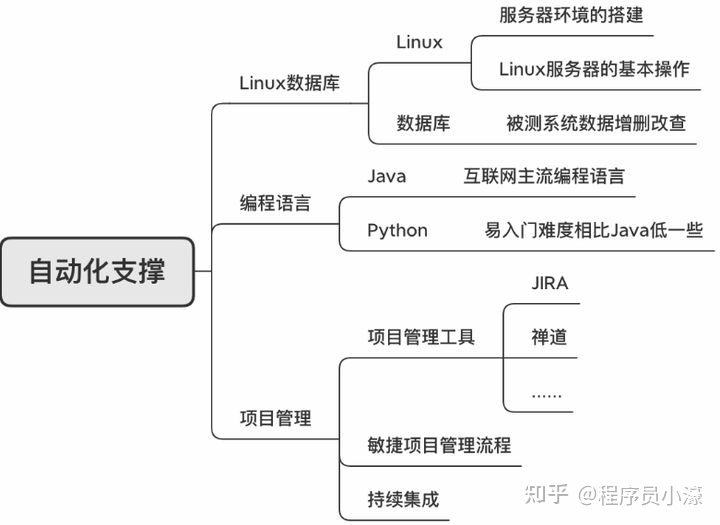 自动化支撑
Linux数据库
Linux
服务器环境的搭建
Linux服务器的基本操作
数据库
被测系统数据增删改查
编程语言
Java
互联网主流编程语言
Python
易入门难度相比Java低一些
项目管理
项目管理工具
JIRA
禅道
……
敏捷项目管理流程
持续集成
知乎 @程序员小濠